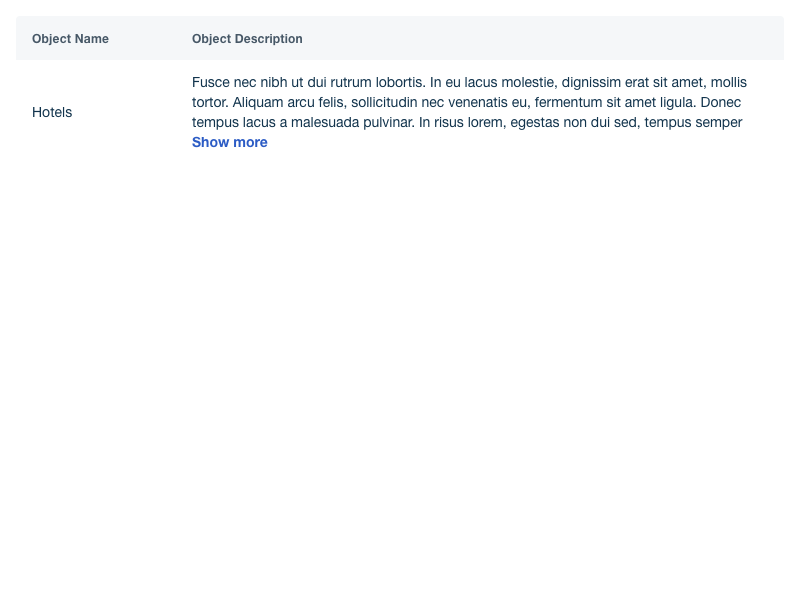 Object Name Object Description
Fusce nec nibh ut dui rutrum lobortis. In eu lacus molestie, dignissim erat sit amet, mollis
tortor. Aliquam arcu felis, sollicitudin nec venenatis eu, fermentum sit amet ligula. Donec
Hotels
tempus lacus a malesuada pulvinar. In risus lorem, egestas non dui sed, tempus semper
Show more